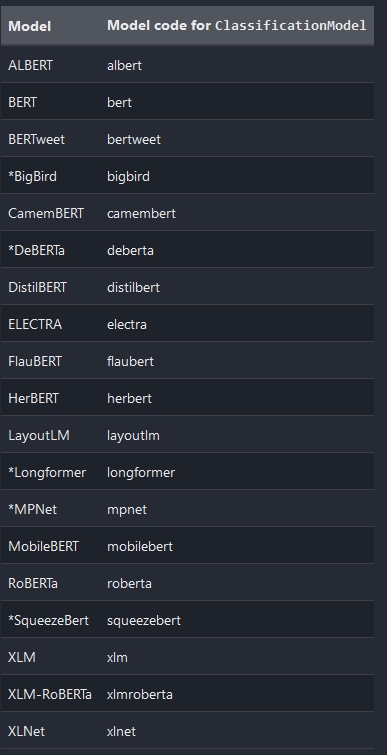 Model Model code for ClassificationModel
ALBERT albert
BERT bert
BERTweet bertweet
*BigBird bigbird
CamemBERT camembert
*DeBERTa deberta
DistilBERT distilbert
ELECTRA electra
FlauBERT flaubert
HerBERT herbert
LayoutLM layoutlm
*Longformer longformer
*MPNet mpnet
MobileBERT mobilebert
RoBERTa roberta
*SqueezeBert squeezebert
XLM xlm
XLM-RoBERTa xlmroberta
XLNet xlnet